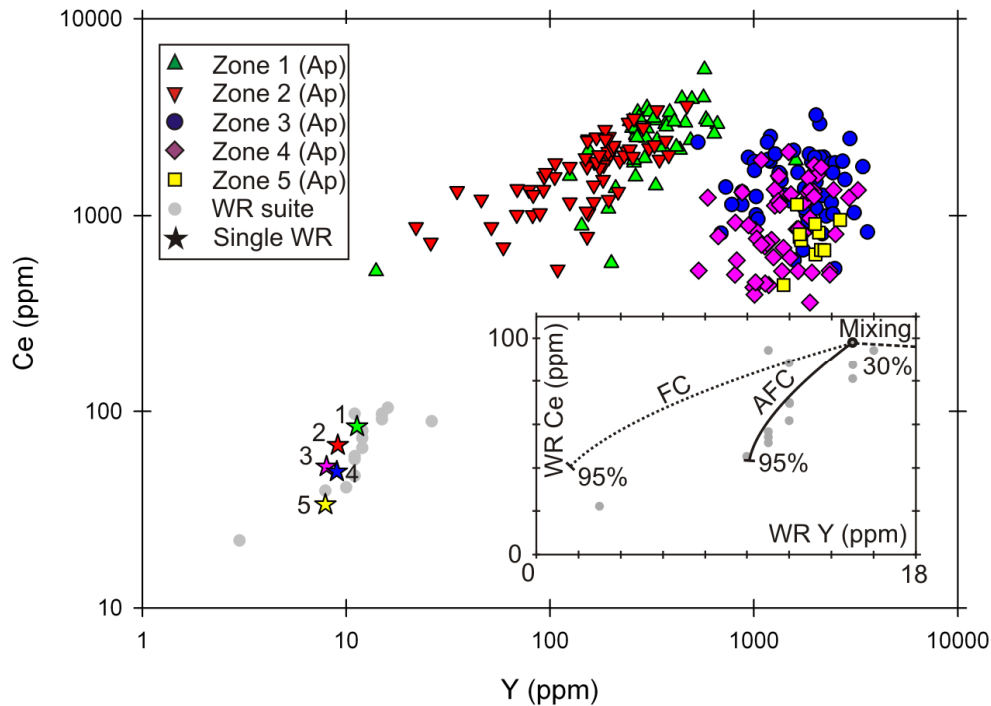 10000
1000
100
10
Ce (ppm)
Zone 1 (Ap)
Zone 2 (Ap)
Zone 3 (Ap)
Zone 4 (Ap)
Zone 5 (Ap)
WR suite
Single WR
1
2
3
4
5
100
0
WR Ce (ppm)
Mixing
30%
FC
AFC
95%
95%
WR Y (ppm)
0
18
1
10
100
1000
10000
Y (ppm)